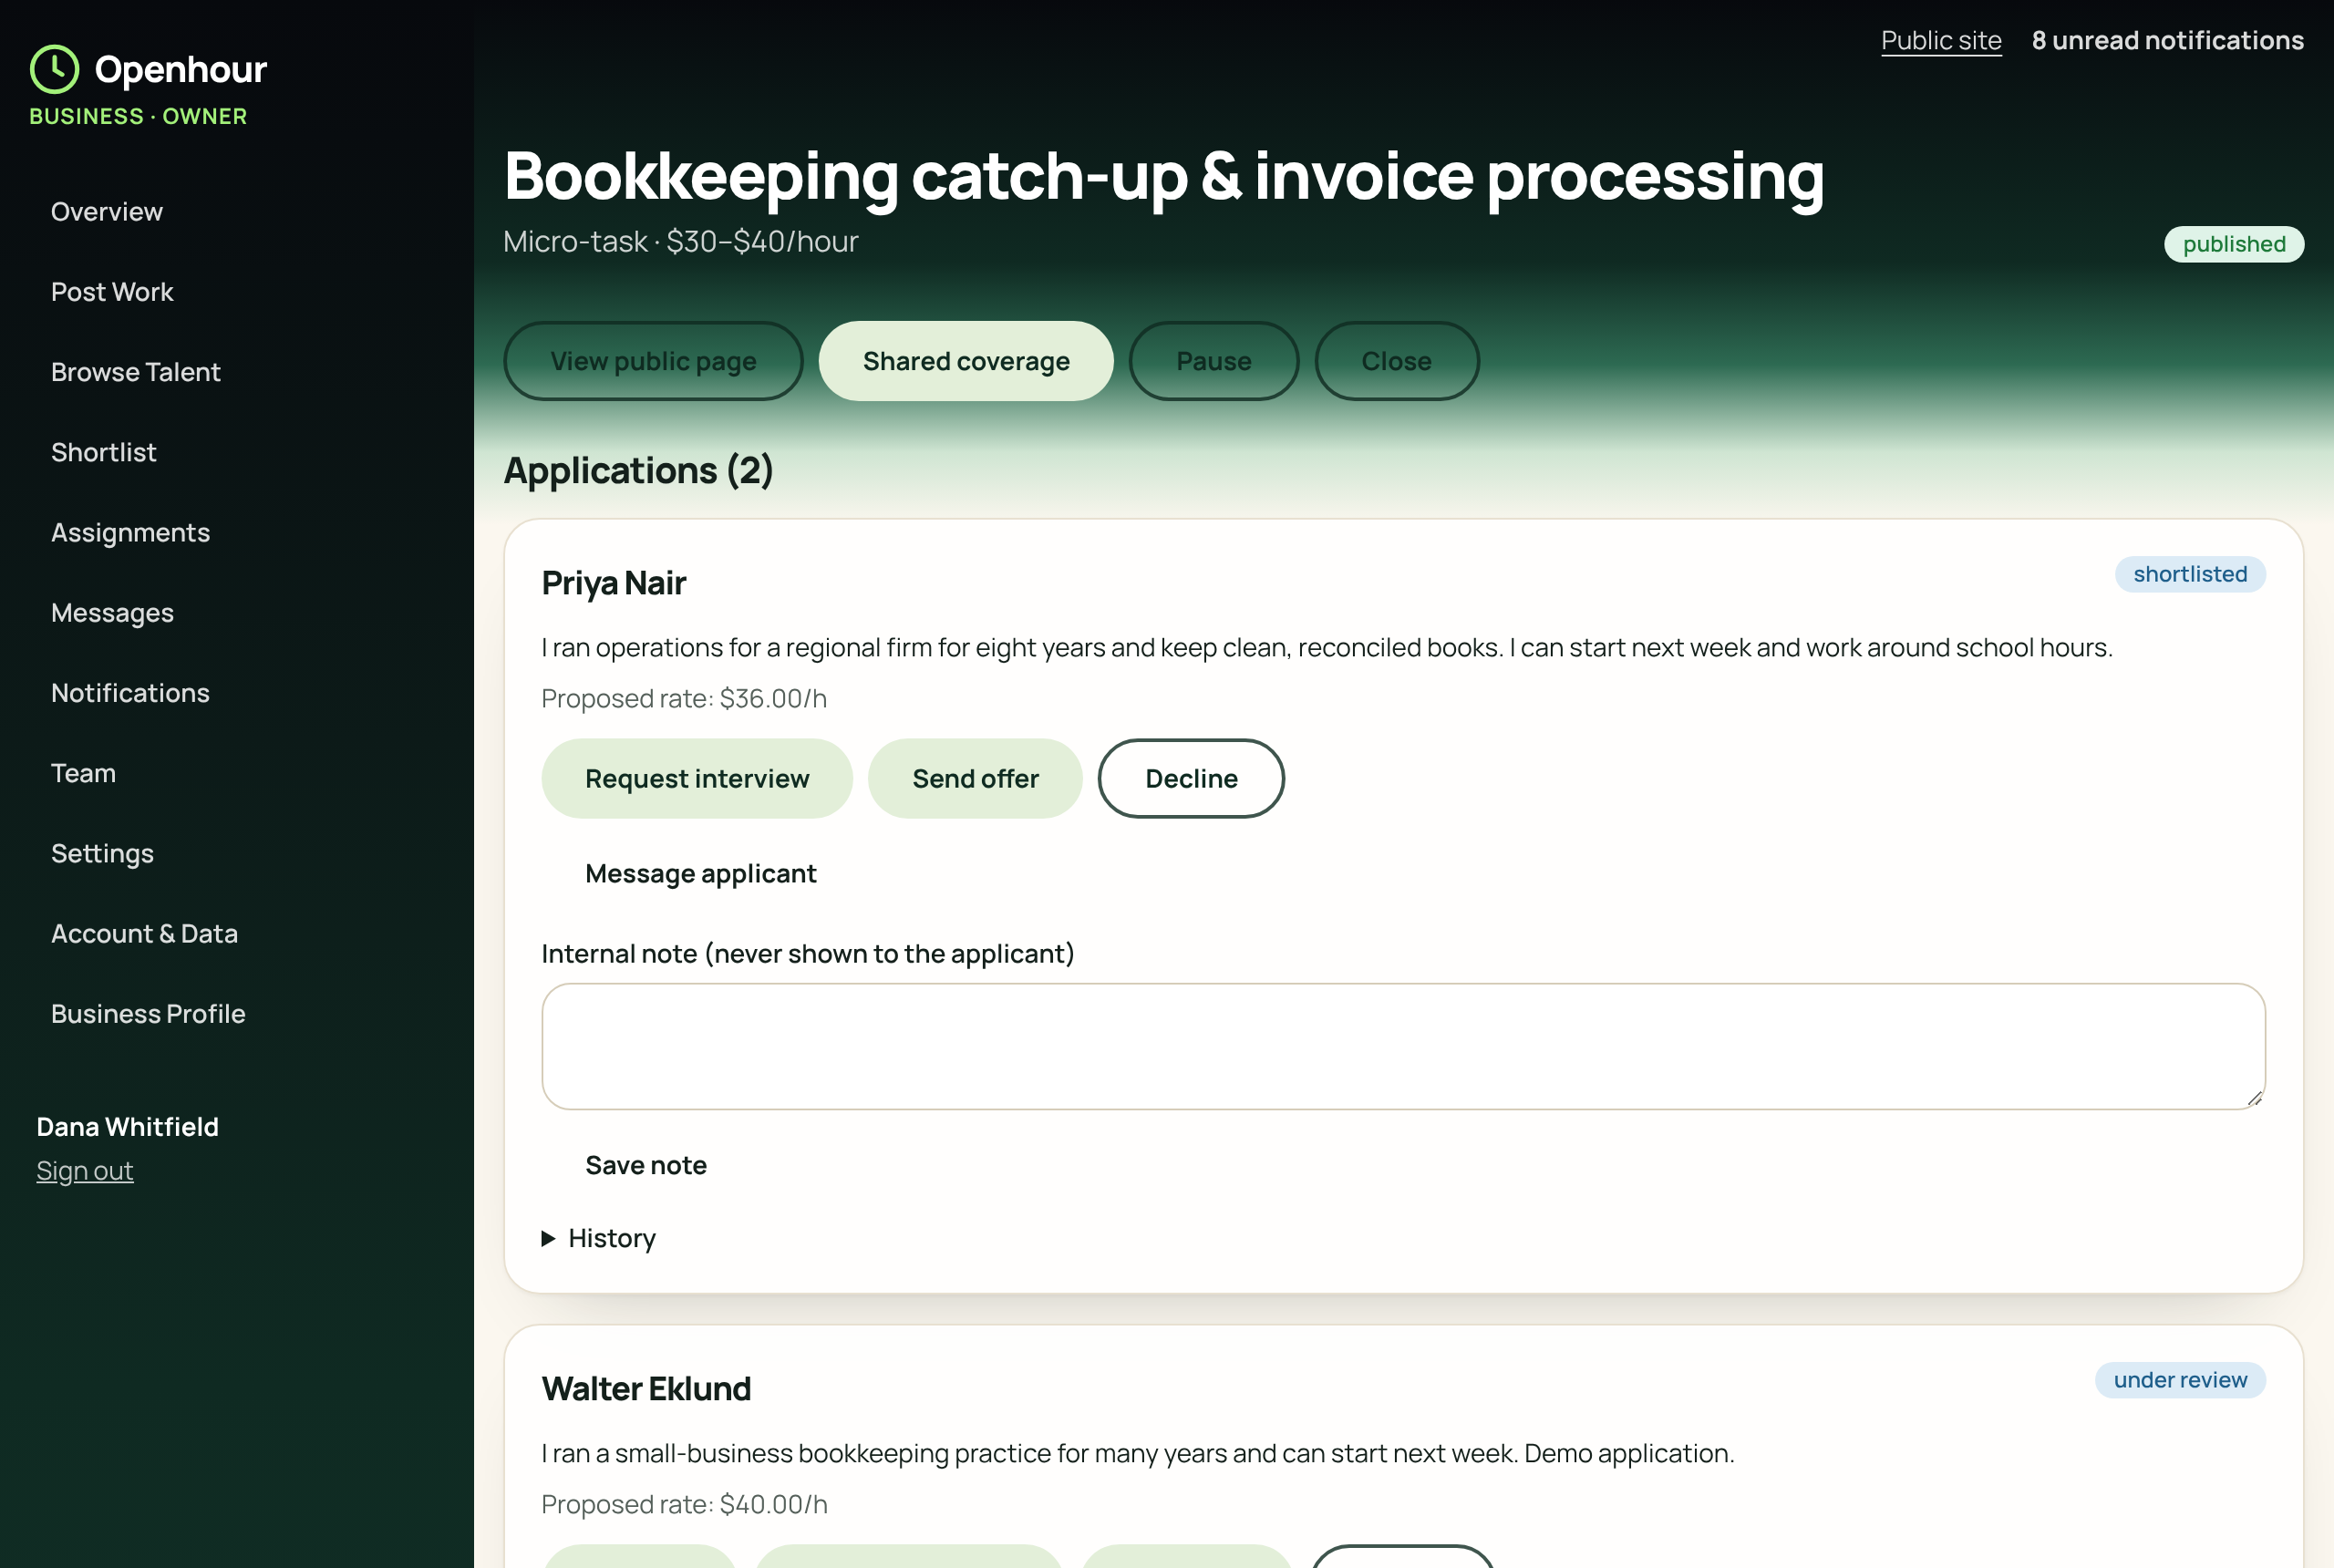 Openhour
BUSINESS · OWNER
Overview
Post Work
Browse Talent
Shortlist
Assignments
Messages
Notifications
Team
Settings
Account & Data
Business Profile
Dana Whitfield
Sign out
Public site
8 unread notifications
Bookkeeping catch-up & invoice processing
Micro-task · $30–$40/hour
published
View public page
Shared coverage
Pause
Close
Applications (2)
Priya Nair
shortlisted
I ran operations for a regional firm for eight years and keep clean, reconciled books. I can start next week and work around school hours.
Proposed rate: $36.00/h
Request interview
Send offer
Decline
Message applicant
Internal note (never shown to the applicant)
Save note
History
Walter Eklund
under review
I ran a small-business bookkeeping practice for many years and can start next week. Demo application.
Proposed rate: $40.00/h